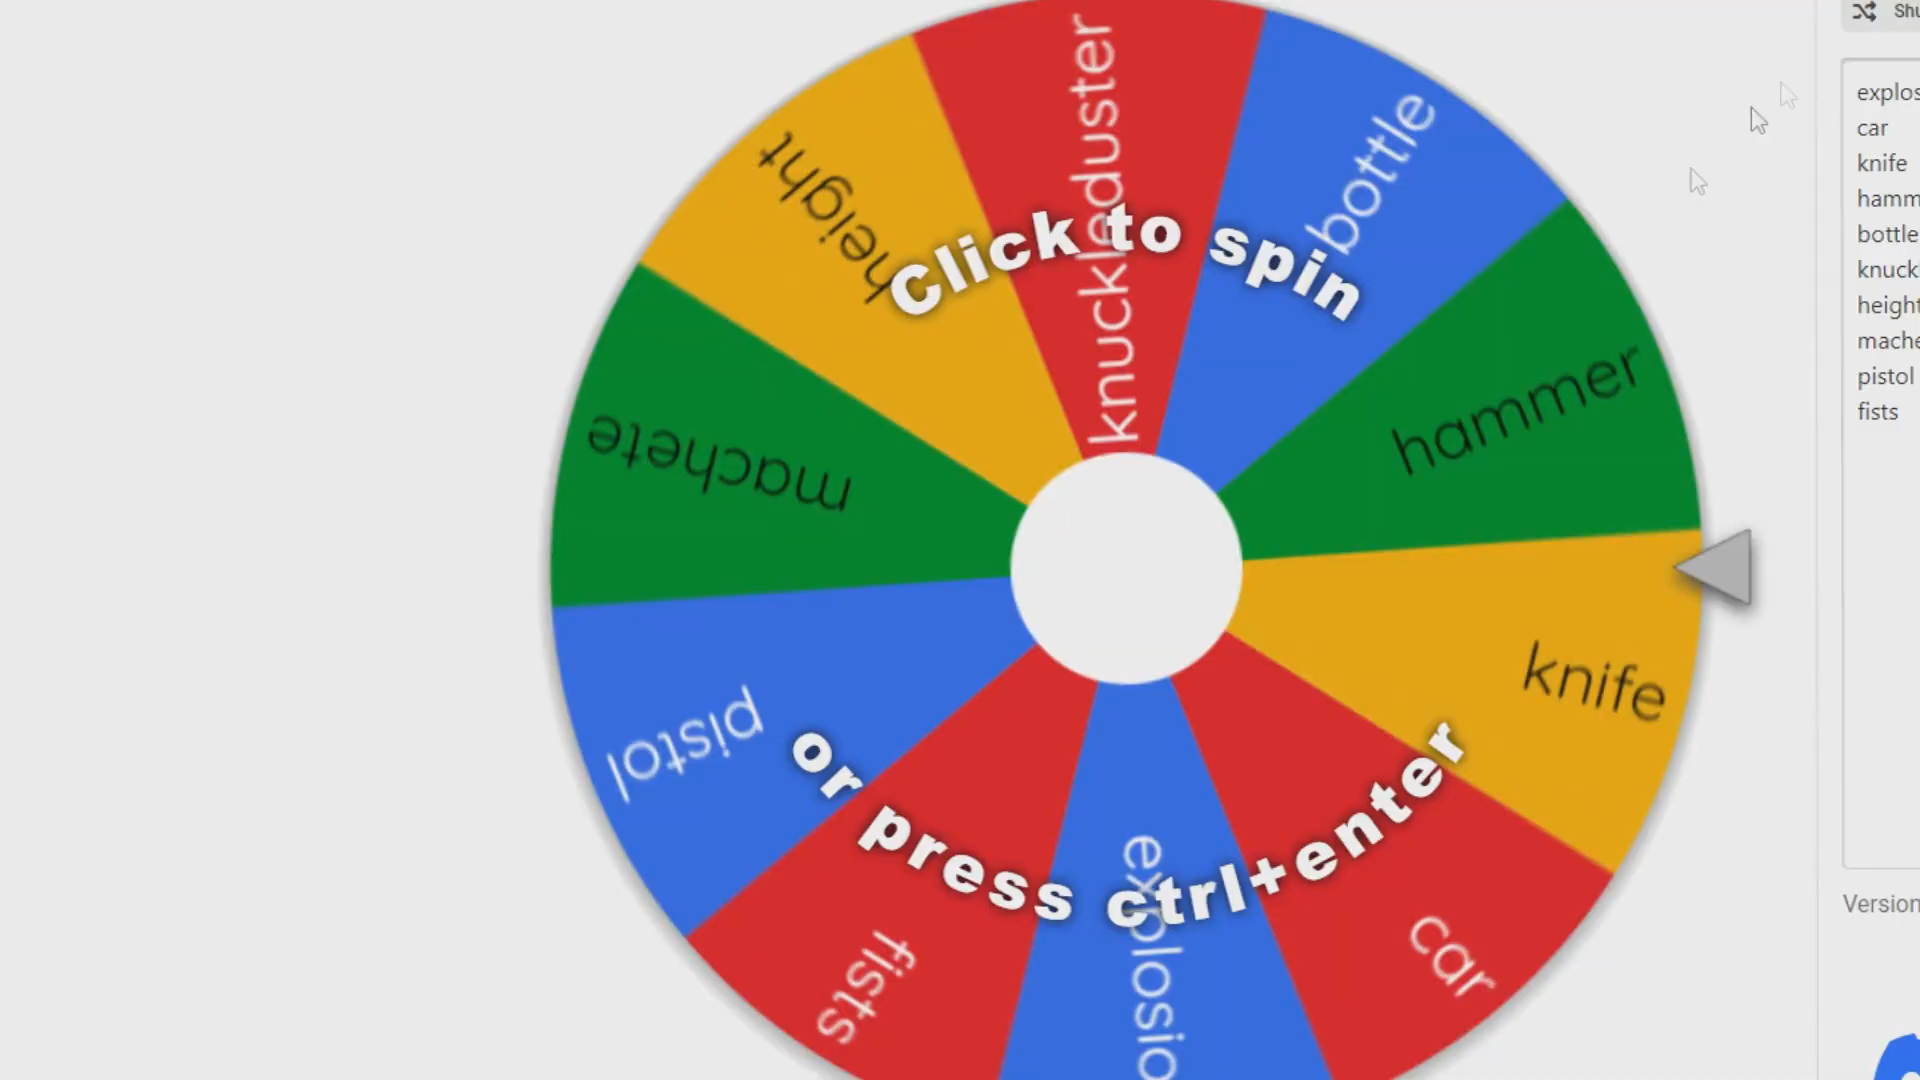 Click to spin
or press ctrl+enter
knuckleduster
bottle
hammer
knife
car
explosio
fists
pistol
machete
height
Shu
explos
car
knife
hamm
bottle
knuck
height
mache
pistol
fists
Version